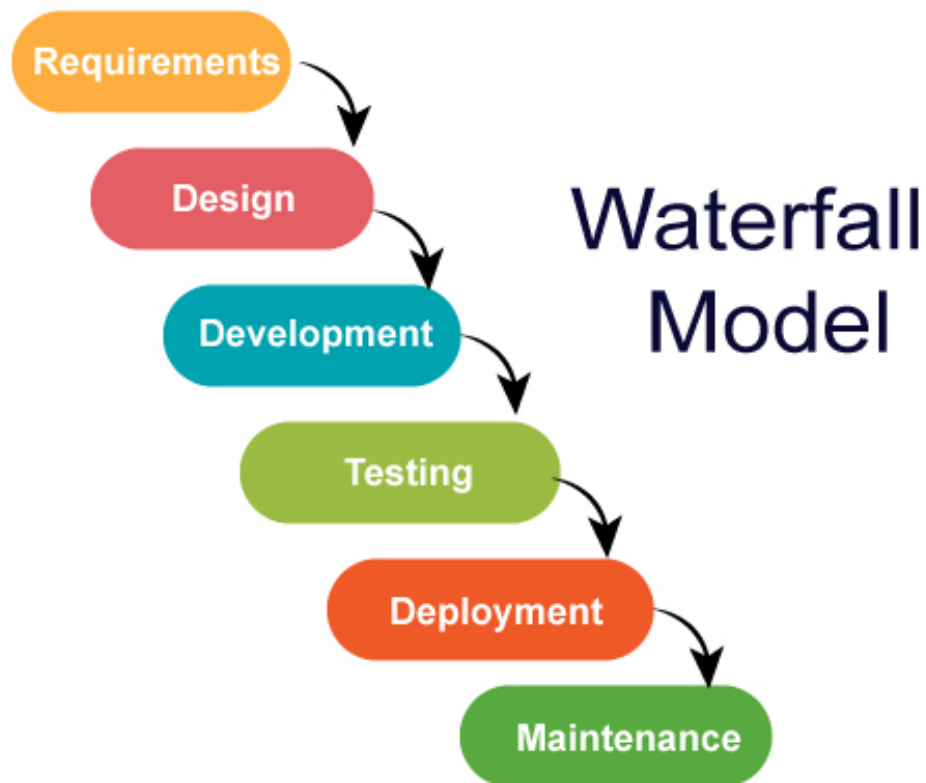 Requirements
Design
Waterfall
Model
Development
Testing
Deployment
Maintenance